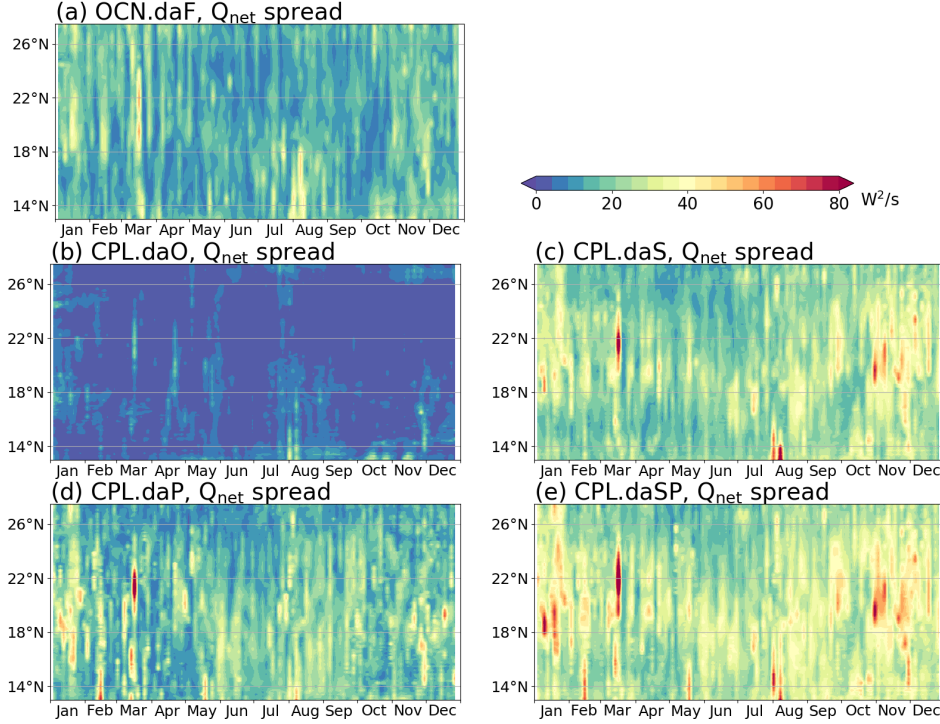 (a) OCN.daF, Qnet spread
26°N
22°N
18°N
14°N
Jan Feb Mar Apr May Jun Jul Aug Sep Oct Nov Dec
0 20 40 60 80 W²/s
(b) CPL.daO, Qnet spread
26°N
22°N
18°N
14°N
Jan Feb Mar Apr May Jun Jul Aug Sep Oct Nov Dec
(c) CPL.daS, Qnet spread
26°N
22°N
18°N
14°N
Jan Feb Mar Apr May Jun Jul Aug Sep Oct Nov Dec
(d) CPL.daP, Qnet spread
26°N
22°N
18°N
14°N
Jan Feb Mar Apr May Jun Jul Aug Sep Oct Nov Dec
(e) CPL.daSP, Qnet spread
26°N
22°N
18°N
14°N
Jan Feb Mar Apr May Jun Jul Aug Sep Oct Nov Dec